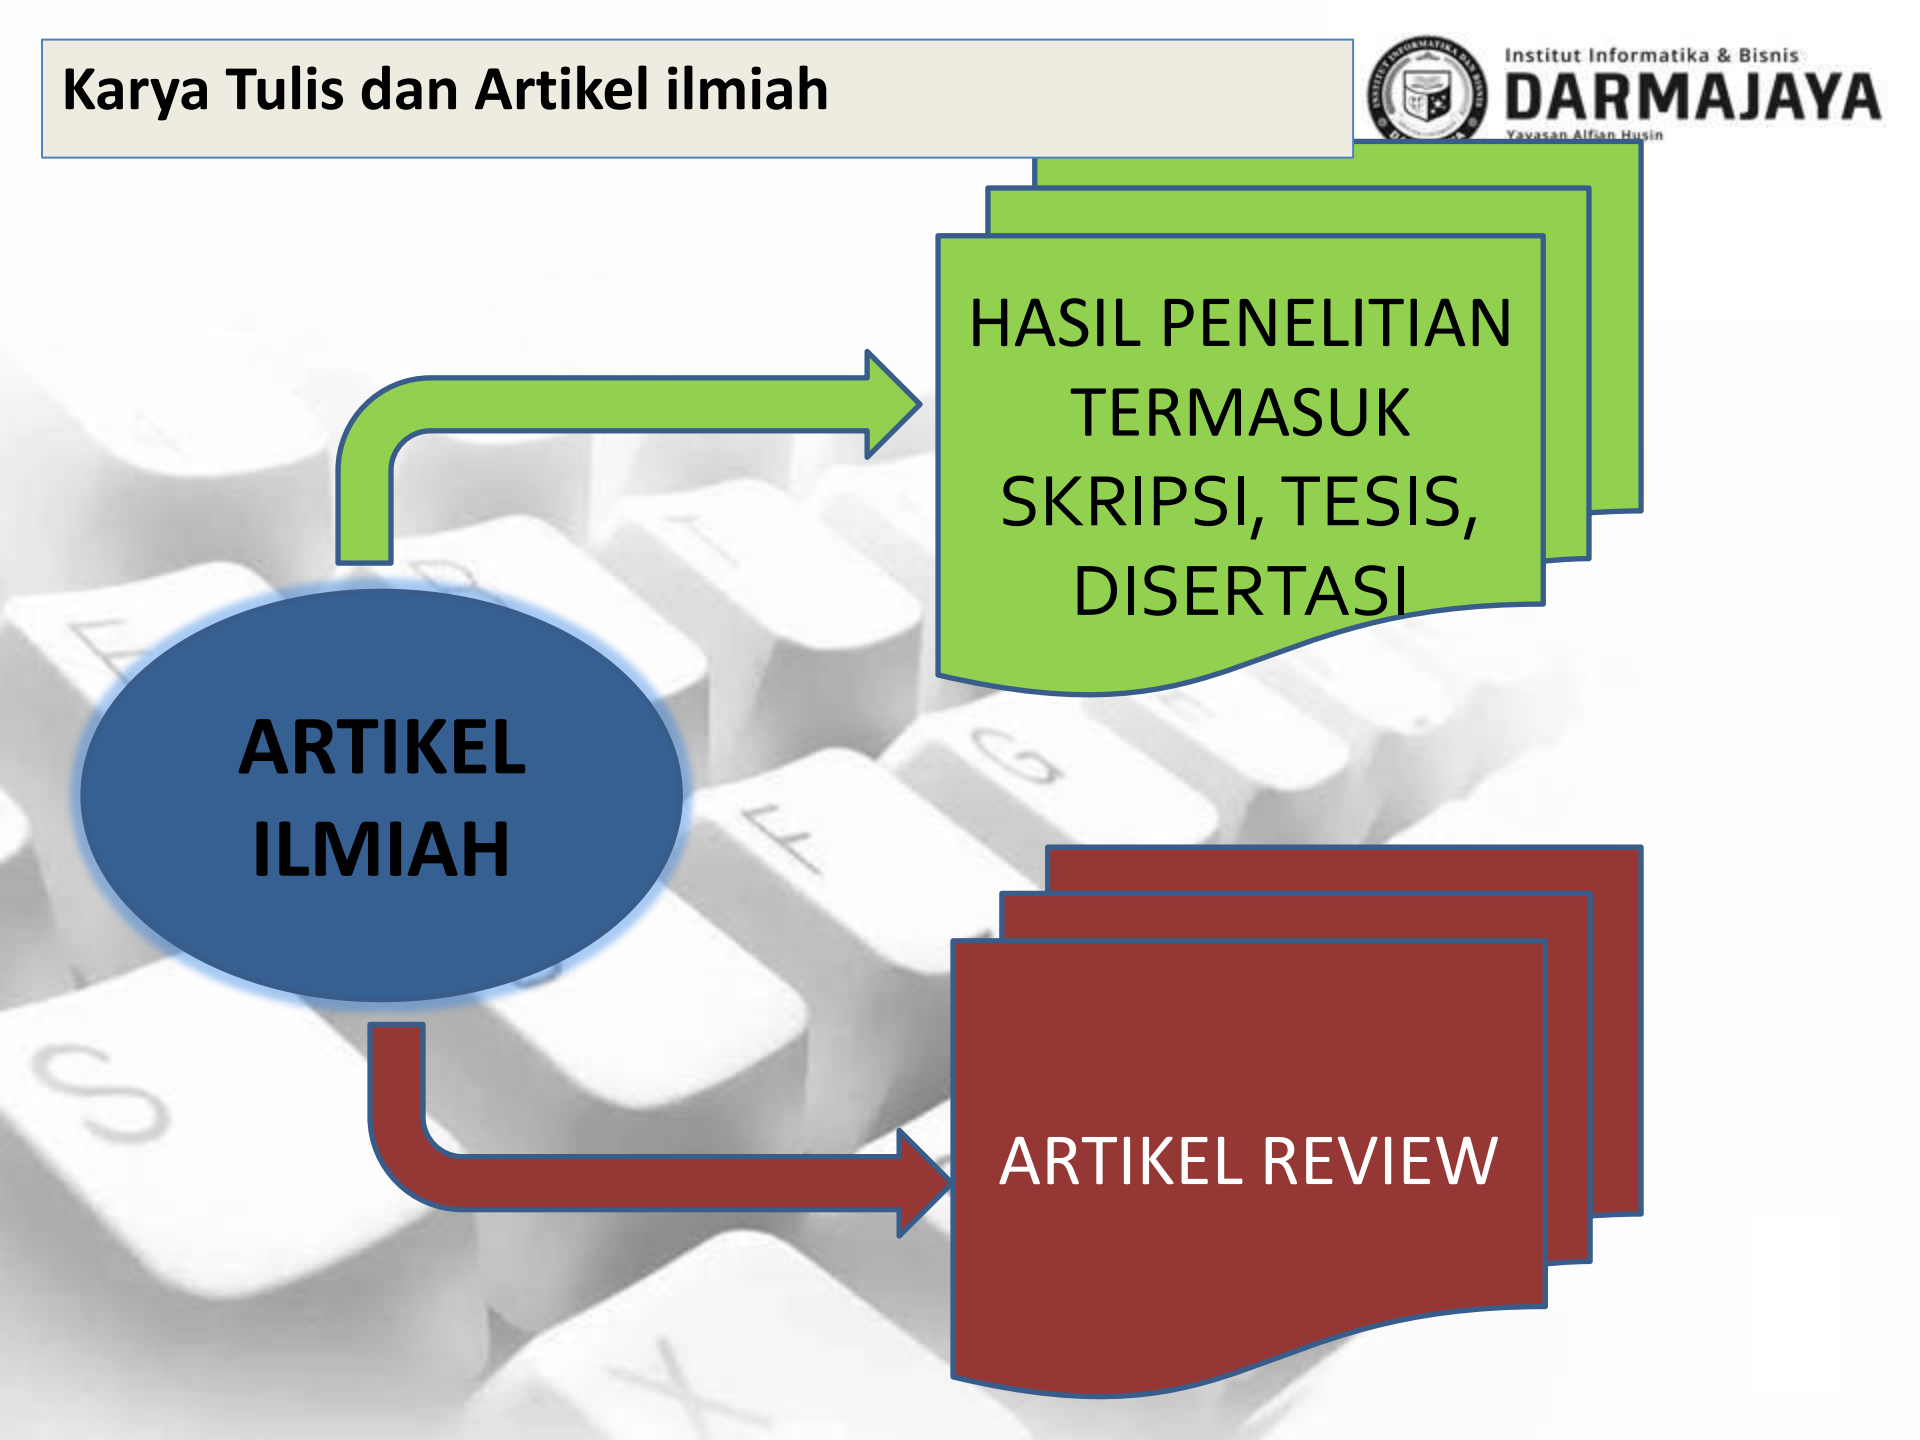 Karya Tulis dan Artikel ilmiah
Institut Informatika & Bisnis
DARMAJAYA
Yayasan Alfian Husin
HASIL PENELITIAN
TERMASUK
SKRIPSI, TESIS,
DISERTASI
ARTIKEL
ILMIAH
ARTIKEL REVIEW